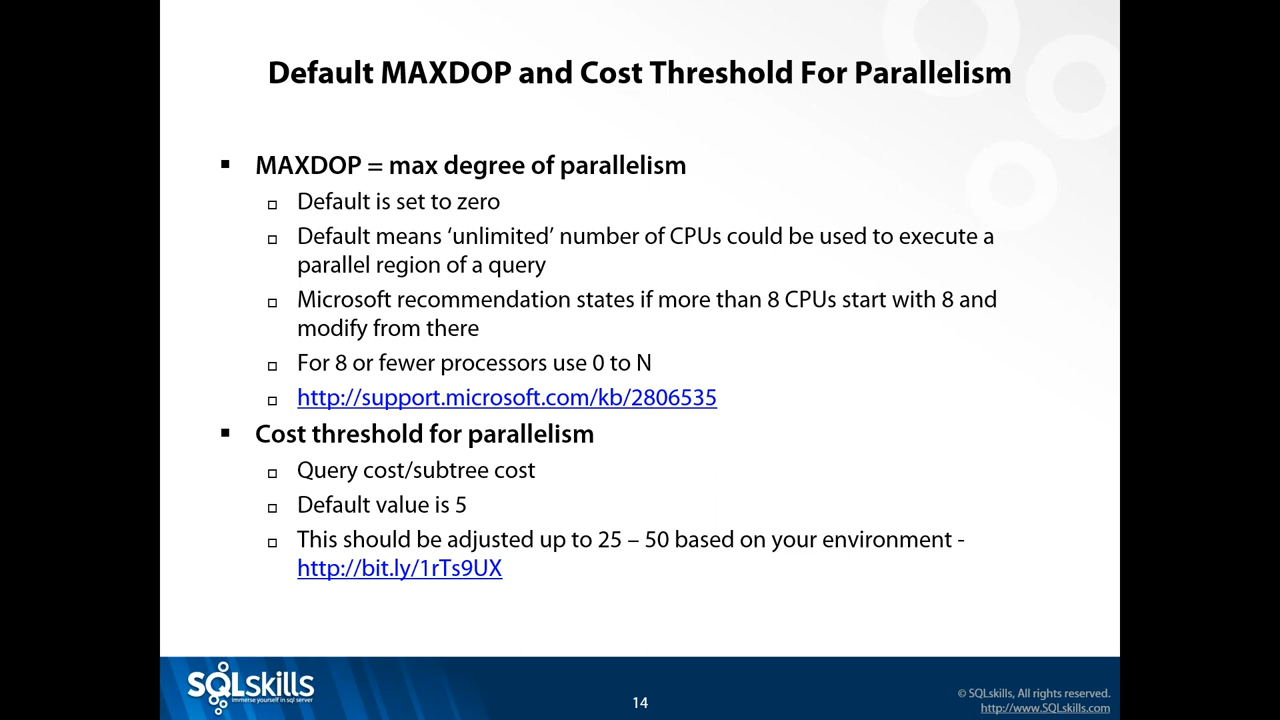 Default MAXDOP and Cost Threshold For Parallelism
▪ MAXDOP = max degree of parallelism
▫ Default is set to zero
▫ Default means ‘unlimited’ number of CPUs could be used to execute a
parallel region of a query
▫ Microsoft recommendation states if more than 8 CPUs start with 8 and
modify from there
▫ For 8 or fewer processors use 0 to N
▫ http://support.microsoft.com/kb/2806535
▪ Cost threshold for parallelism
▫ Query cost/subtree cost
▫ Default value is 5
▫ This should be adjusted up to 25 – 50 based on your environment -
http://bit.ly/1rTs9UX
SQLskills
immerse yourself in sql server
14
© SQLskills, All rights reserved.
http://www.SQLskills.com